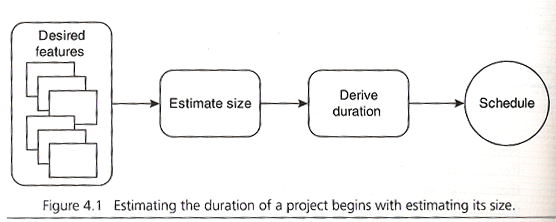 Desired
features
Estimate size
Derive
duration
Schedule
Figure 4.1 Estimating the duration of a project begins with estimating its size.